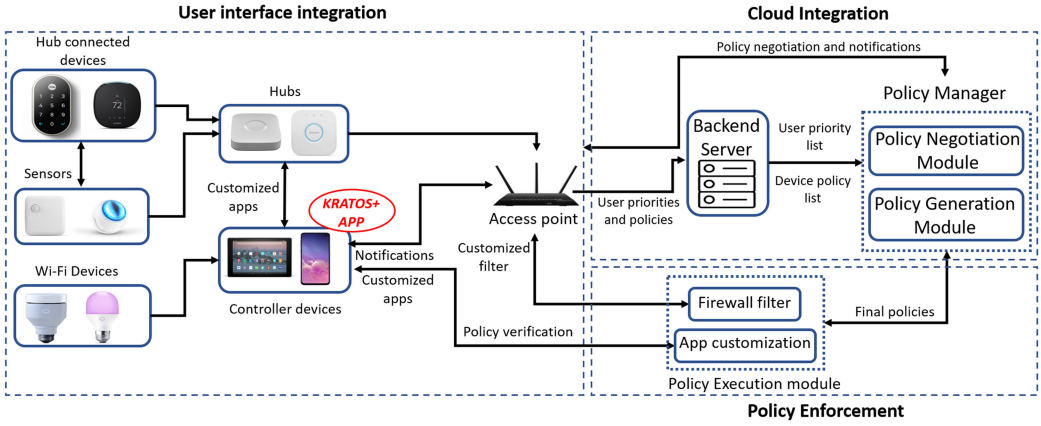 User interface integration
Cloud Integration
Hub connected
devices
Hubs
Sensors
Customized
apps
KRATOS+
APP
Wi-Fi Devices
Controller devices
Notifications
Customized
apps
Access point
Customized
filter
Policy verification
Policy negotiation and notifications
Policy Manager
Backend
Server
User priority
list
Device policy
list
User priorities
and policies
Policy Negotiation
Module
Policy Generation
Module
Firewall filter
App customization
Final policies
Policy Execution module
Policy Enforcement
72